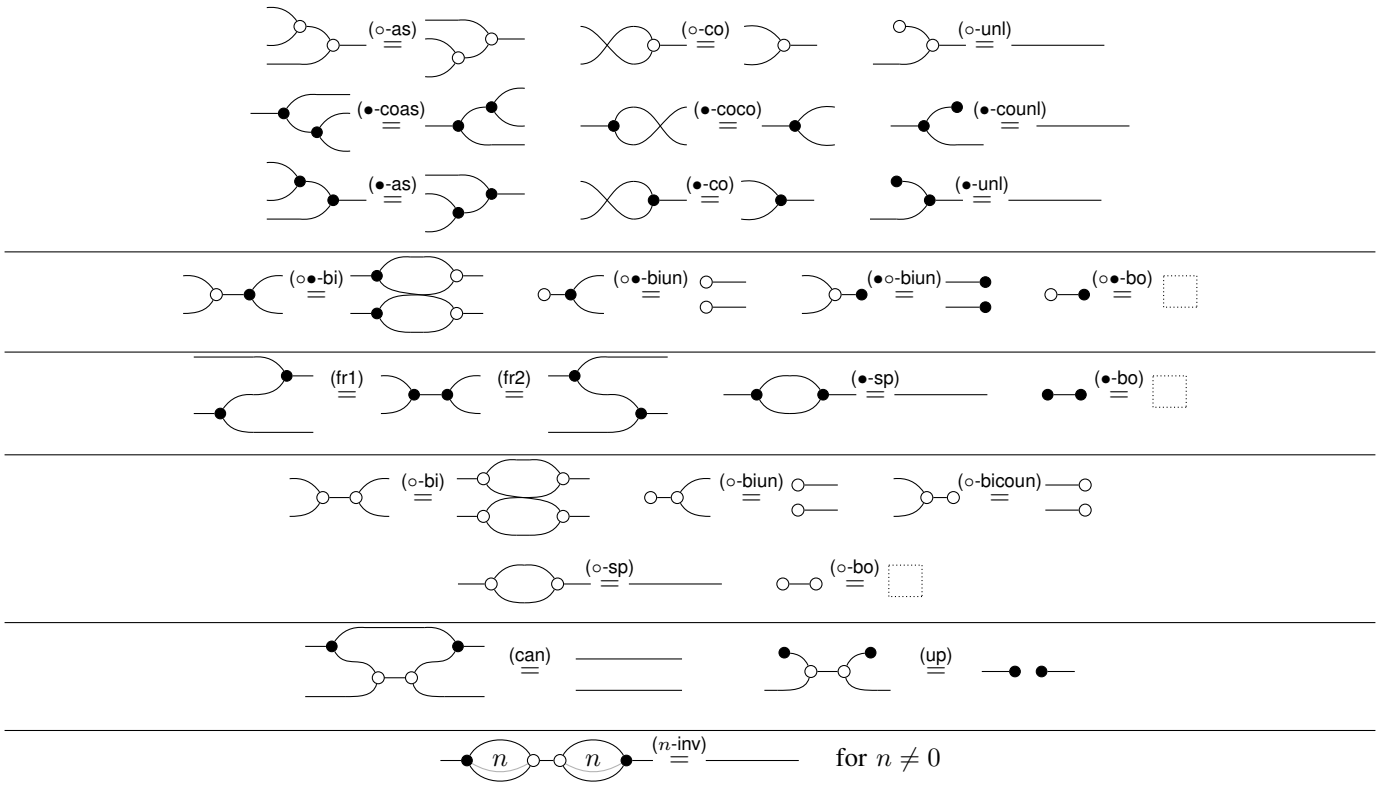 (○-as) = (○-co) = (○-unl) =
(●-coas) = (●-coco) = (●-counl) =
(●-as) = (●-co) = (●-unl) =
(○●-bi) = (○●-biun) = (●○-biun) = (○●-bo) =
(fr1) = (fr2) = (●-sp) = (●-bo) =
(○-bi) = (○-biun) = (○-bicoun) =
(○-sp) = (○-bo) =
(can) = (up) =
n n (n-inv) = for n ≠ 0